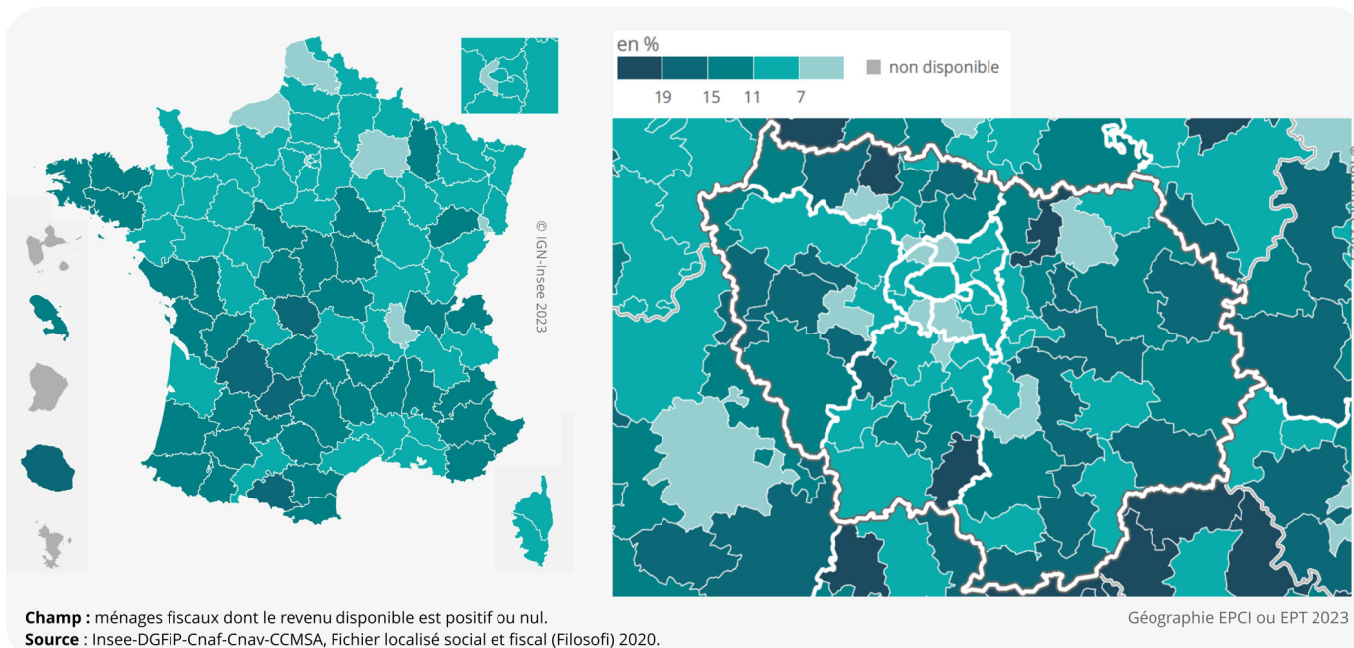 en %
non disponible
19 15 11 7
© IGN-Insee 2023
Champ : ménages fiscaux dont le revenu disponible est positif ou nul.
Source : Insee-DGFiP-Cnaf-Cnav-CCMSA, Fichier localisé social et fiscal (Filosofi) 2020.
Géographie EPCI ou EPT 2023